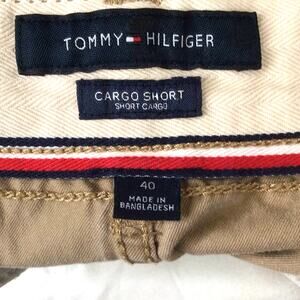 TOMMY HILFIGER
CARGO SHORT
SHORT CARGO
40
MADE IN
BANGLADESH